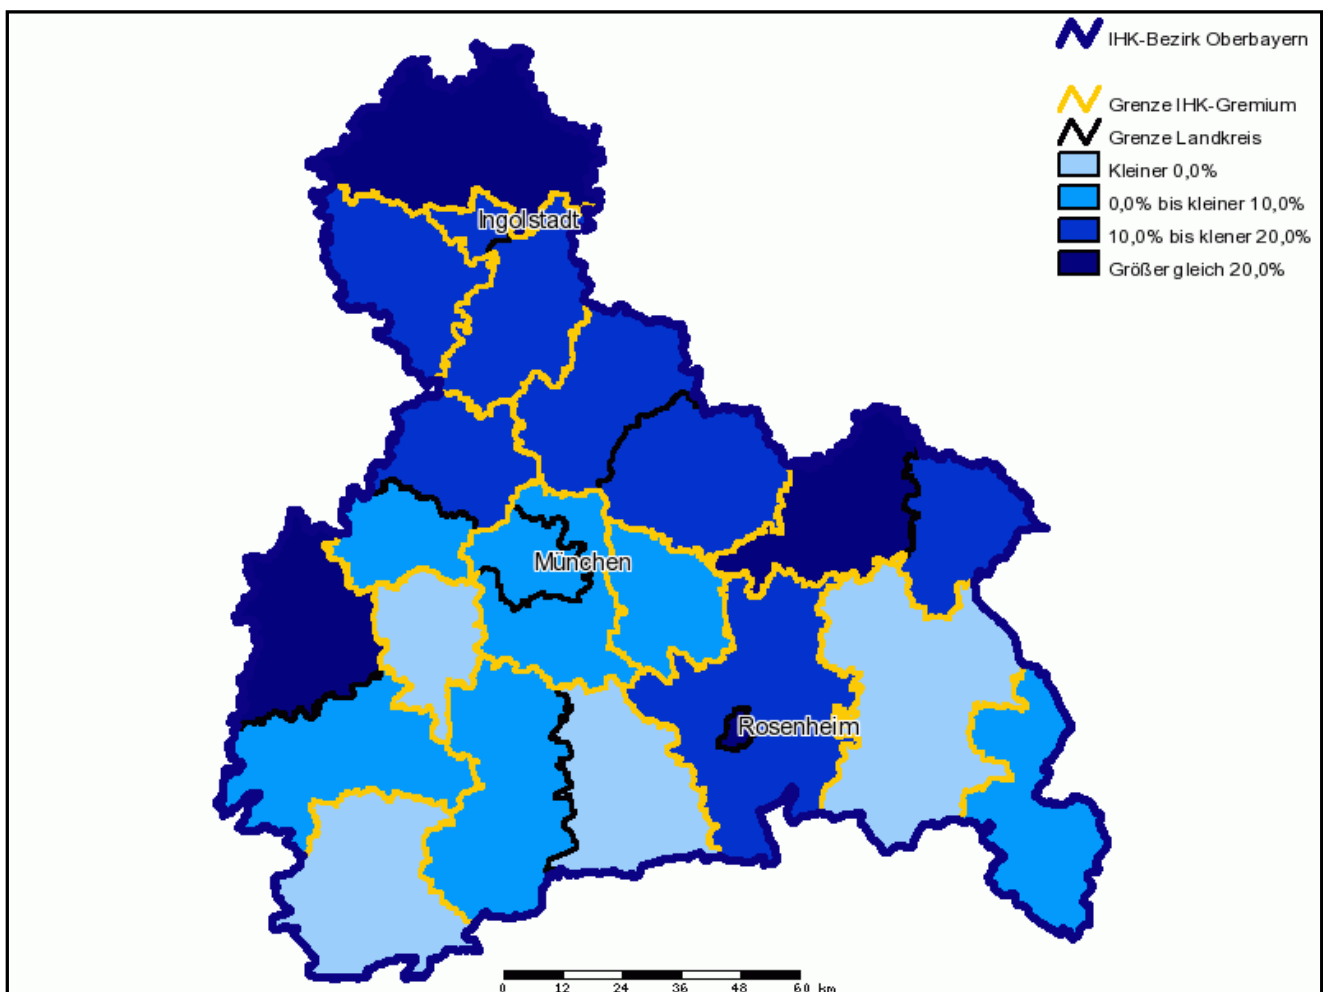 IHK-Bezirk Oberbayern
Grenze IHK-Gremium
Grenze Landkreis
Kleiner 0,0%
0,0% bis kleiner 10,0%
10,0% bis klener 20,0%
Größer gleich 20,0%
Ingolstadt
München
Rosenheim
0 12 24 36 48 60 km